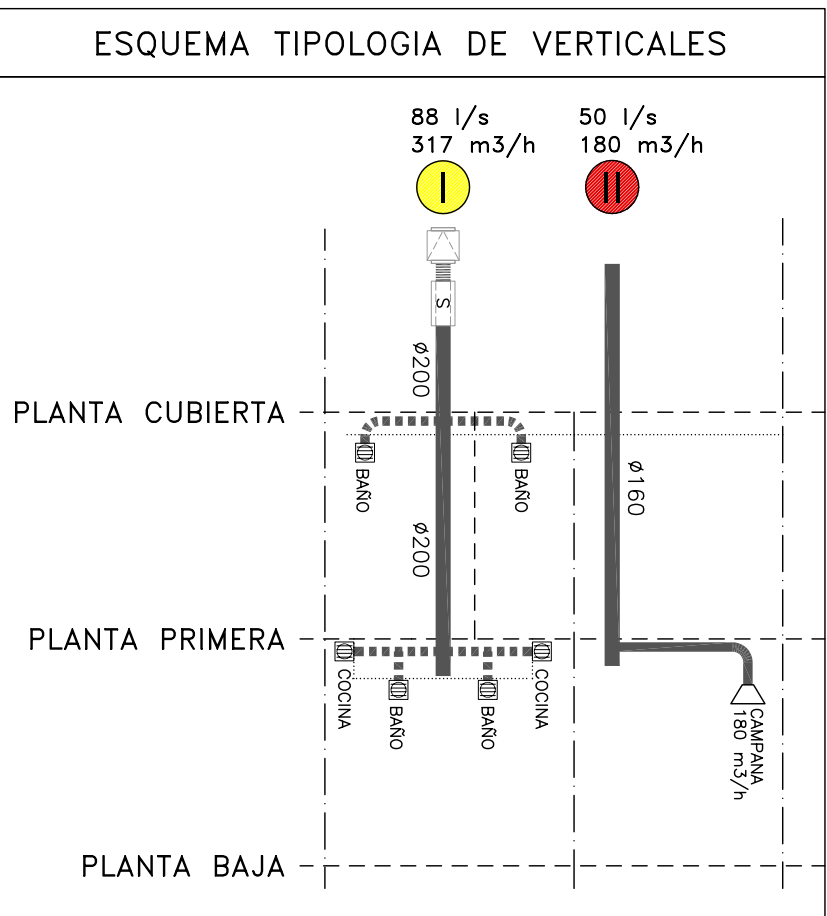 ESQUEMA TIPOLOGIA DE VERTICALES
88 l/s
317 m3/h
50 l/s
180 m3/h
I
II
S
Ø200
PLANTA CUBIERTA
BAÑO
BAÑO
Ø160
Ø200
PLANTA PRIMERA
COCINA
BAÑO
BAÑO
COCINA
CAMPANA
180 m3/h
PLANTA BAJA